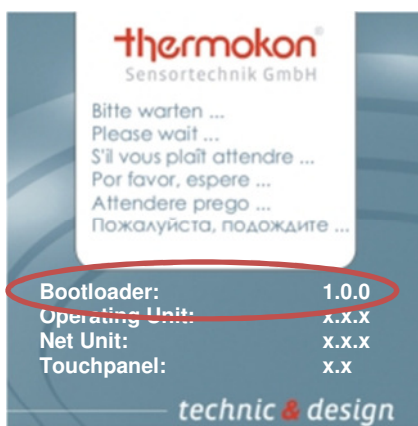 thermokon®
Sensortechnik GmbH
Bitte warten ...
Please wait ...
S'il vous plaît attendre ...
Por favor, espere ...
Attendere prego ...
Пожалуйста, подождите ...
Bootloader: 1.0.0
Operating Unit: x.x.x
Net Unit: x.x.x
Touchpanel: x.x
technic & design